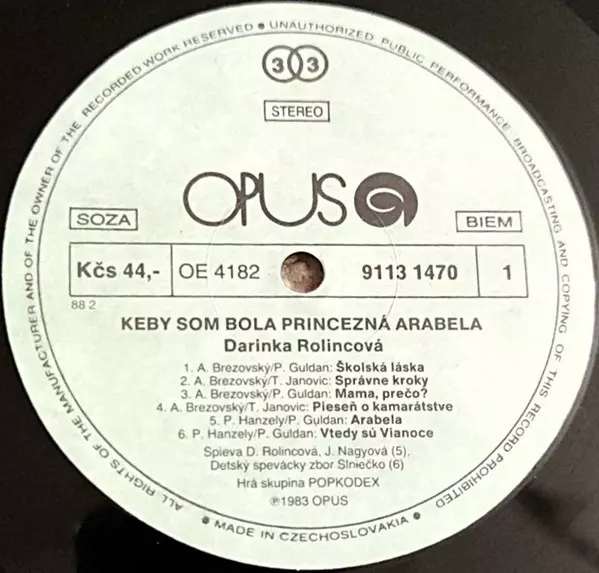 ALL RIGHTS OF THE MANUFACTURER AND OF THE OWNER OF THE RECORDED WORK RESERVED ● UNAUTHORIZED PUBLIC PERFORMANCE BROADCASTING AND COPYING OF THIS RECORD PROHIBITED
33
STEREO
OPUS
SOZA
BIEM
Kčs 44,- OE 4182 9113 1470 1
88 2
KEBY SOM BOLA PRINCEZNÁ ARABELA
Darinka Rolincová
1. A. Brezovský/P. Guldan: Školská láska
2. A. Brezovský/T. Janovic: Správne kroky
3. A. Brezovský/P. Guldan: Mama, prečo?
4. A. Brezovský/T. Janovic: Pieseň o kamarátstve
5. P. Hanzely/P. Guldan: Arabela
6. P. Hanzely/P. Guldan: Vtedy sú Vianoce
Spieva D. Rolincová, J. Nagyová (5),
Detský spevácky zbor Slniečko (6)
Hrá skupina POPKODEX
℗1983 OPUS
● MADE IN CZECHOSLOVAKIA ●